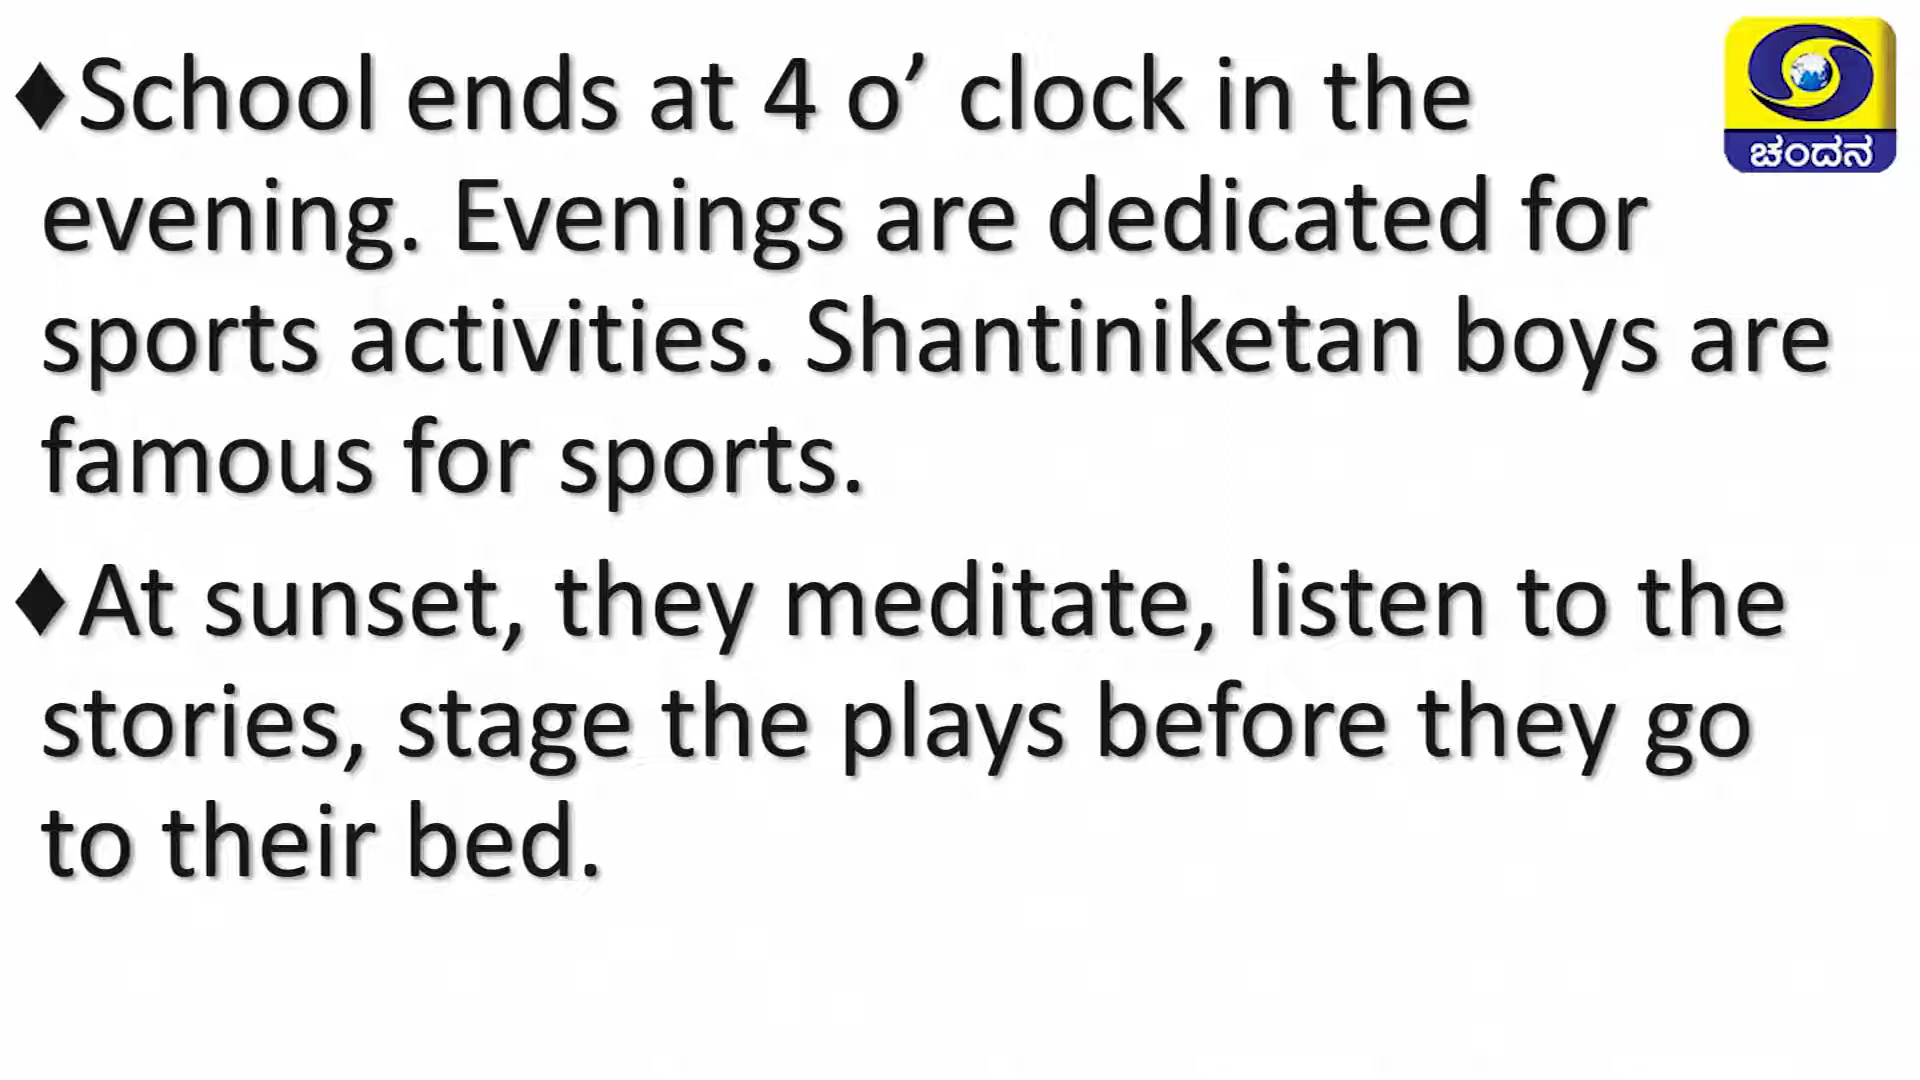 ♦School ends at 4 o’ clock in the
evening. Evenings are dedicated for
sports activities. Shantiniketan boys are
famous for sports.
♦At sunset, they meditate, listen to the
stories, stage the plays before they go
to their bed.
ಚಂದನ